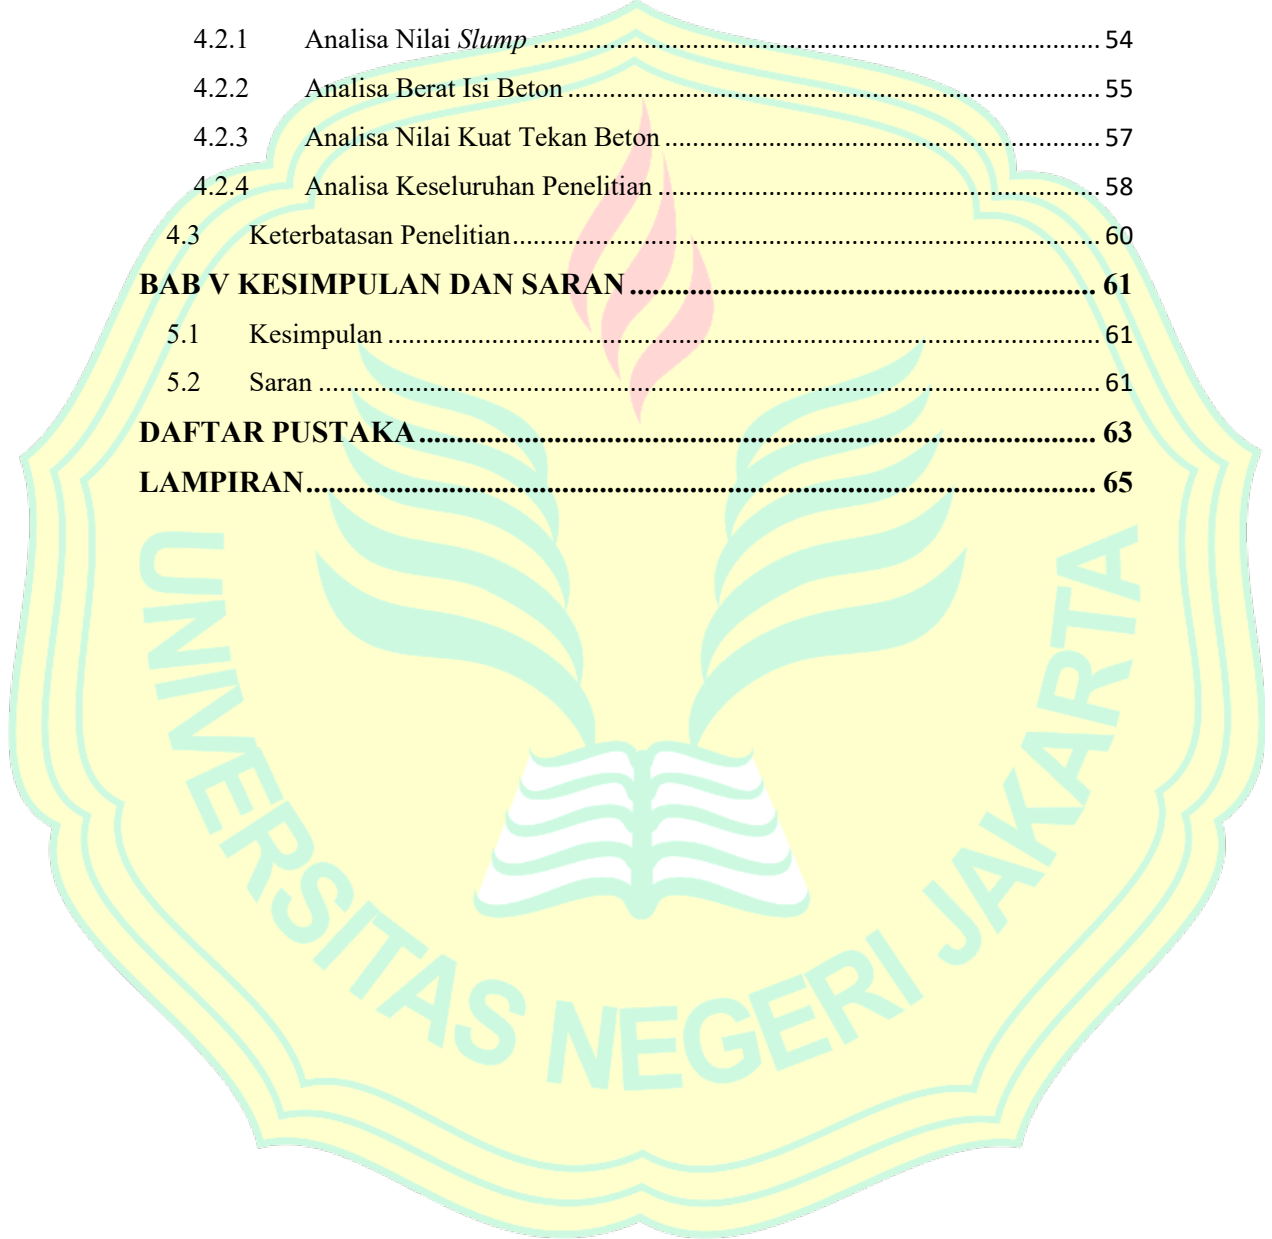 4.2.1 Analisa Nilai Slump ........ 54
4.2.2 Analisa Berat Isi Beton ........ 55
4.2.3 Analisa Nilai Kuat Tekan Beton ........ 57
4.2.4 Analisa Keseluruhan Penelitian ........ 58
4.3 Keterbatasan Penelitian ........ 60
BAB V KESIMPULAN DAN SARAN ........ 61
5.1 Kesimpulan ........ 61
5.2 Saran ........ 61
DAFTAR PUSTAKA ........ 63
LAMPIRAN ........ 65
UNIVERSITAS NEGERI JAKARTA